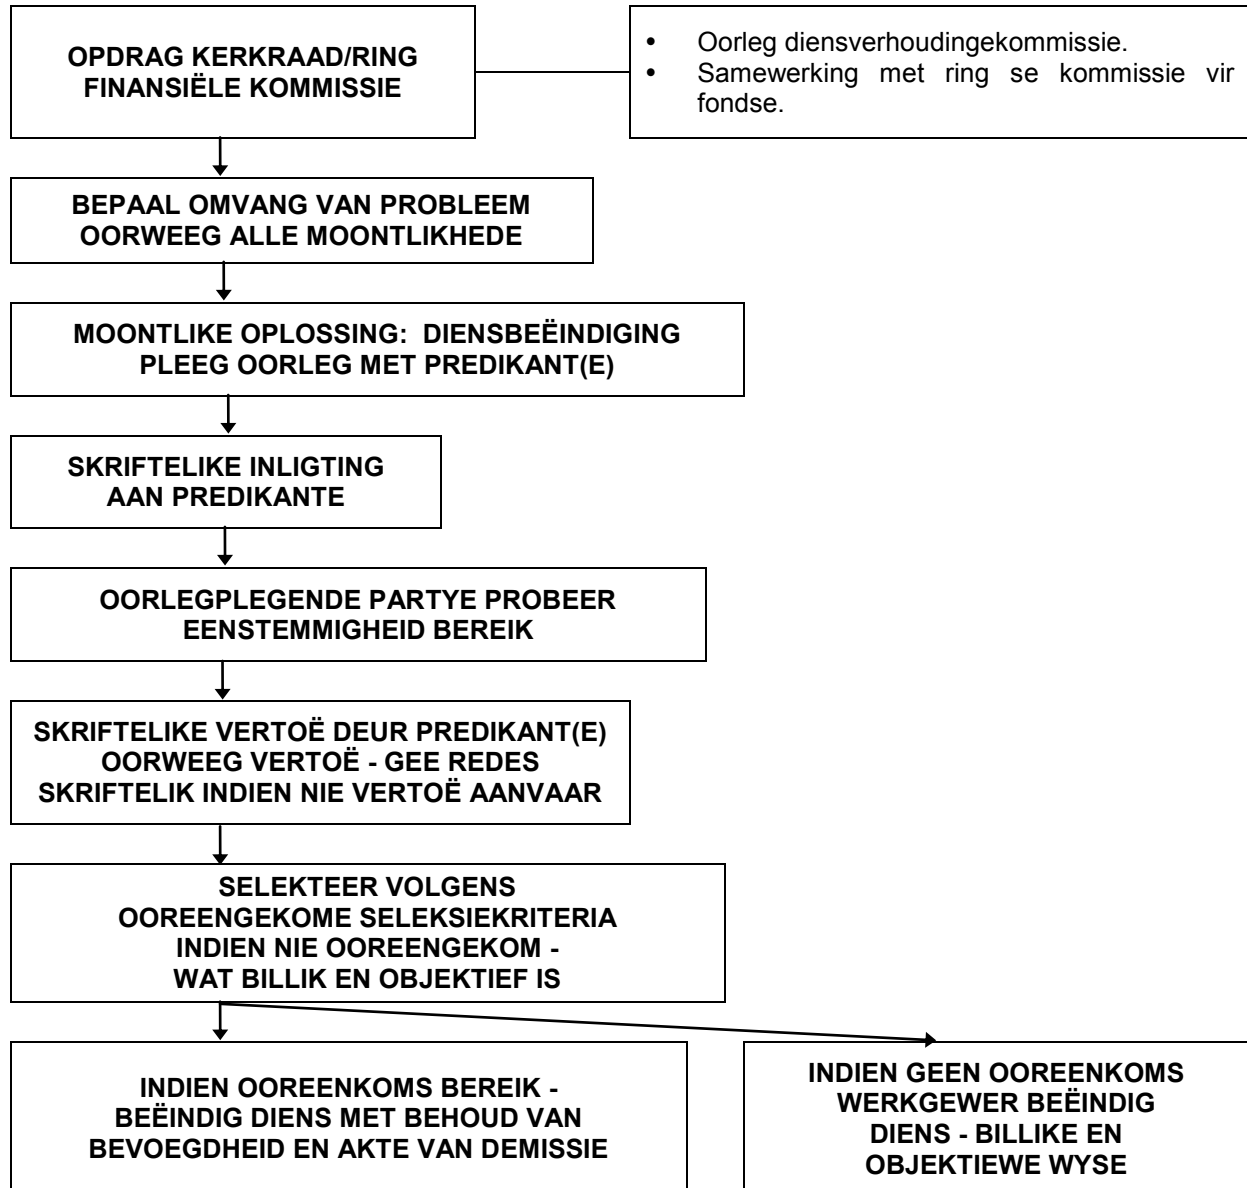 OPDRAG KERKRAAD/RING
FINANSIËLE KOMMISSIE
• Oorleg diensverhoudingekommissie.
• Samewerking met ring se kommissie vir
fondse.
BEPAAL OMVANG VAN PROBLEEM
OORWEEG ALLE MOONTLIKHEDE
MOONTLIKE OPLOSSING: DIENSBEËINDIGING
PLEEG OORLEG MET PREDIKANT(E)
SKRIFTELIKE INLIGTING
AAN PREDIKANTE
OORLEGPLEGENDE PARTYE PROBEER
EENSTEMMIGHEID BEREIK
SKRIFTELIKE VERTOË DEUR PREDIKANT(E)
OORWEEG VERTOË - GEE REDES
SKRIFTELIK INDIEN NIE VERTOË AANVAAR
SELEKTEER VOLGENS
OOREENGEKOME SELEKSIEKRITERIA
INDIEN NIE OOREENGEKOM -
WAT BILLIK EN OBJEKTIEF IS
INDIEN OOREENKOMS BEREIK -
BEËINDIG DIENS MET BEHOUD VAN
BEVOEGDHEID EN AKTE VAN DEMISSIE
INDIEN GEEN OOREENKOMS
WERKGEWER BEËINDIG
DIENS - BILLIKE EN
OBJEKTIEWE WYSE